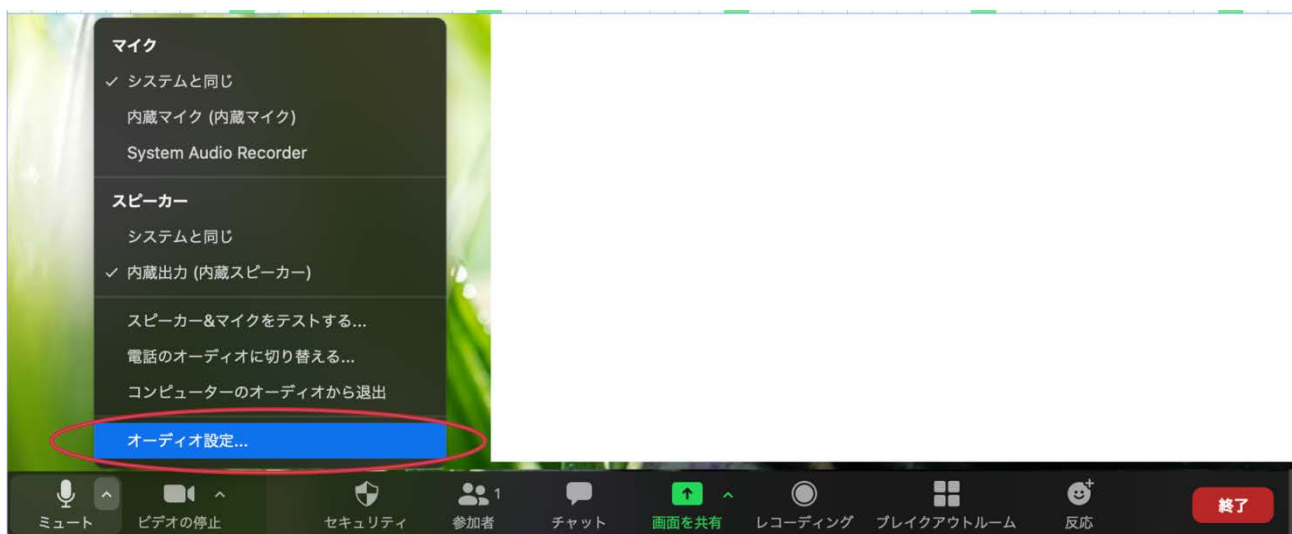 マイク
システムと同じ
内蔵マイク (内蔵マイク)
System Audio Recorder
スピーカー
システムと同じ
内蔵出力 (内蔵スピーカー)
スピーカー&マイクをテストする...
電話のオーディオに切り替える...
コンピューターのオーディオから退出
オーディオ設定...
ミュート
ビデオの停止
セキュリティ
参加者
1
チャット
画面を共有
レコーディング
ブレイクアウトルーム
反応
終了